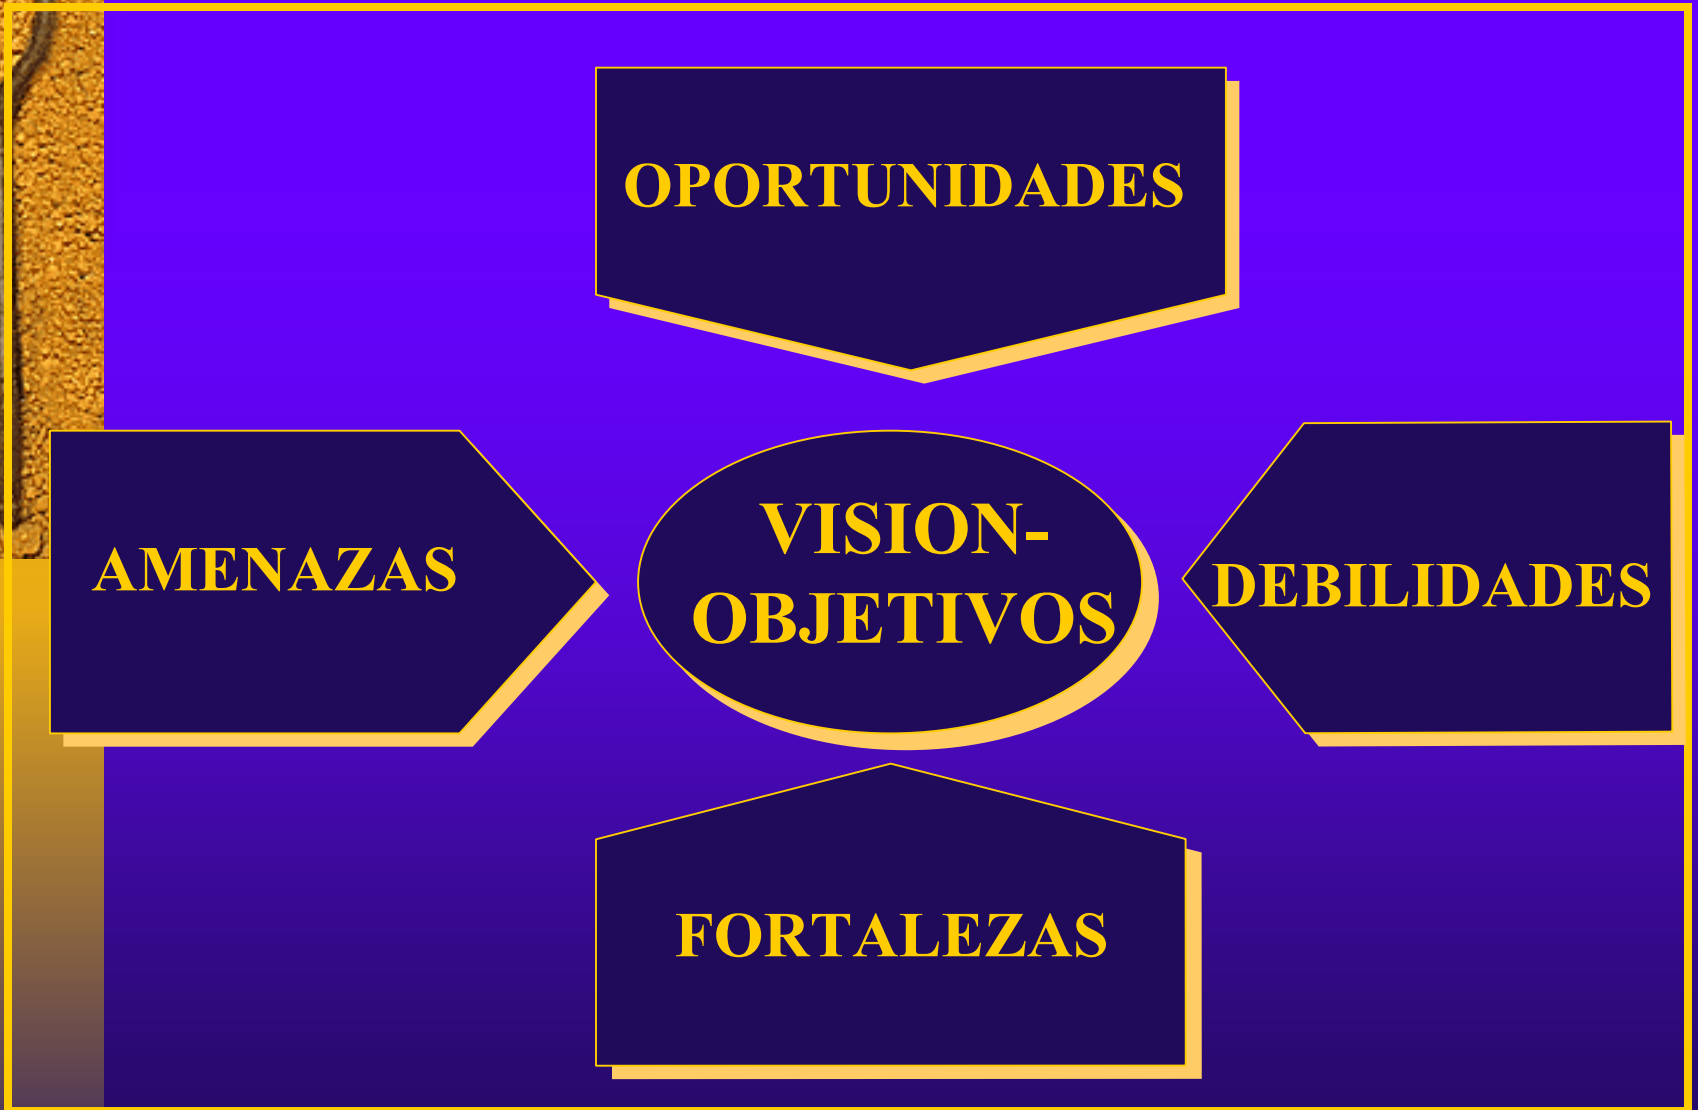 OPORTUNIDADES
AMENAZAS
VISION-
OBJETIVOS
DEBILIDADES
FORTALEZAS